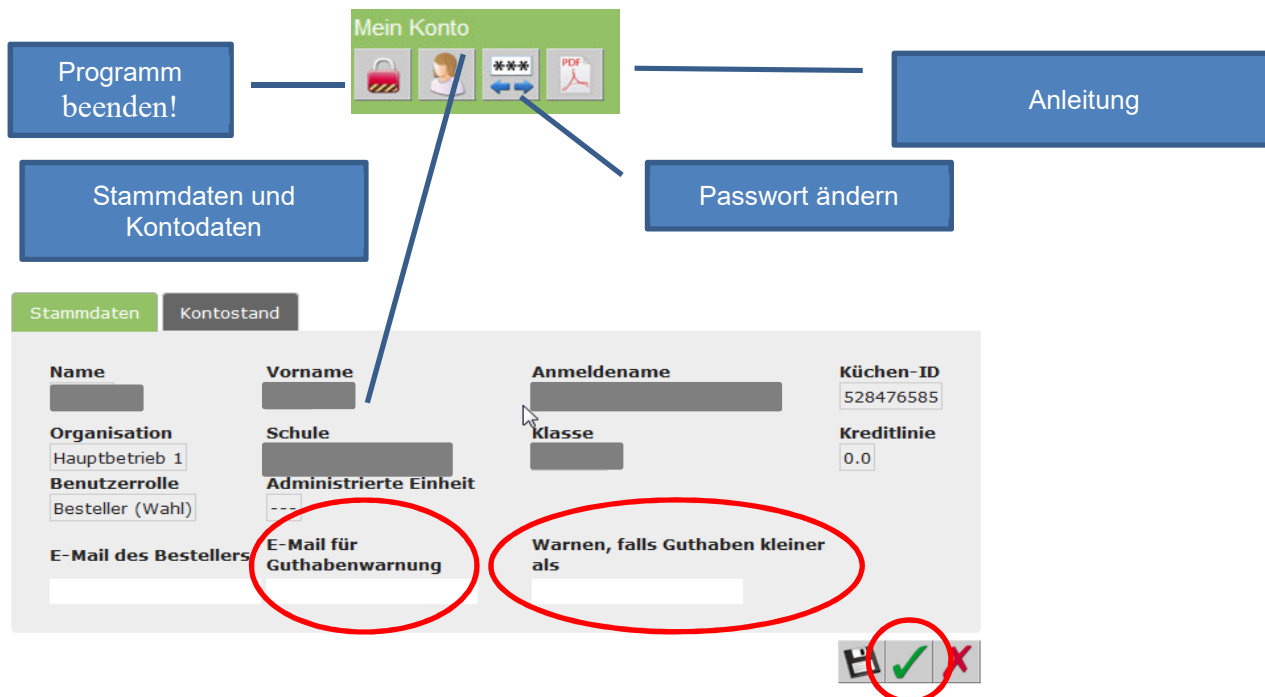 Mein Konto
Programm
beenden!
***
PDF
Anleitung
Stammdaten und
Kontodaten
Passwort ändern
Stammdaten
Kontostand
Name
Vorname
Anmeldename
Küchen-ID
528476585
Organisation
Schule
Klasse
Kreditlinie
Hauptbetrieb 1
0.0
Benutzerrolle
Administrierte Einheit
Besteller (Wahl)
---
E-Mail des Bestellers
E-Mail für
Guthabenwarnung
Warnen, falls Guthaben kleiner
als